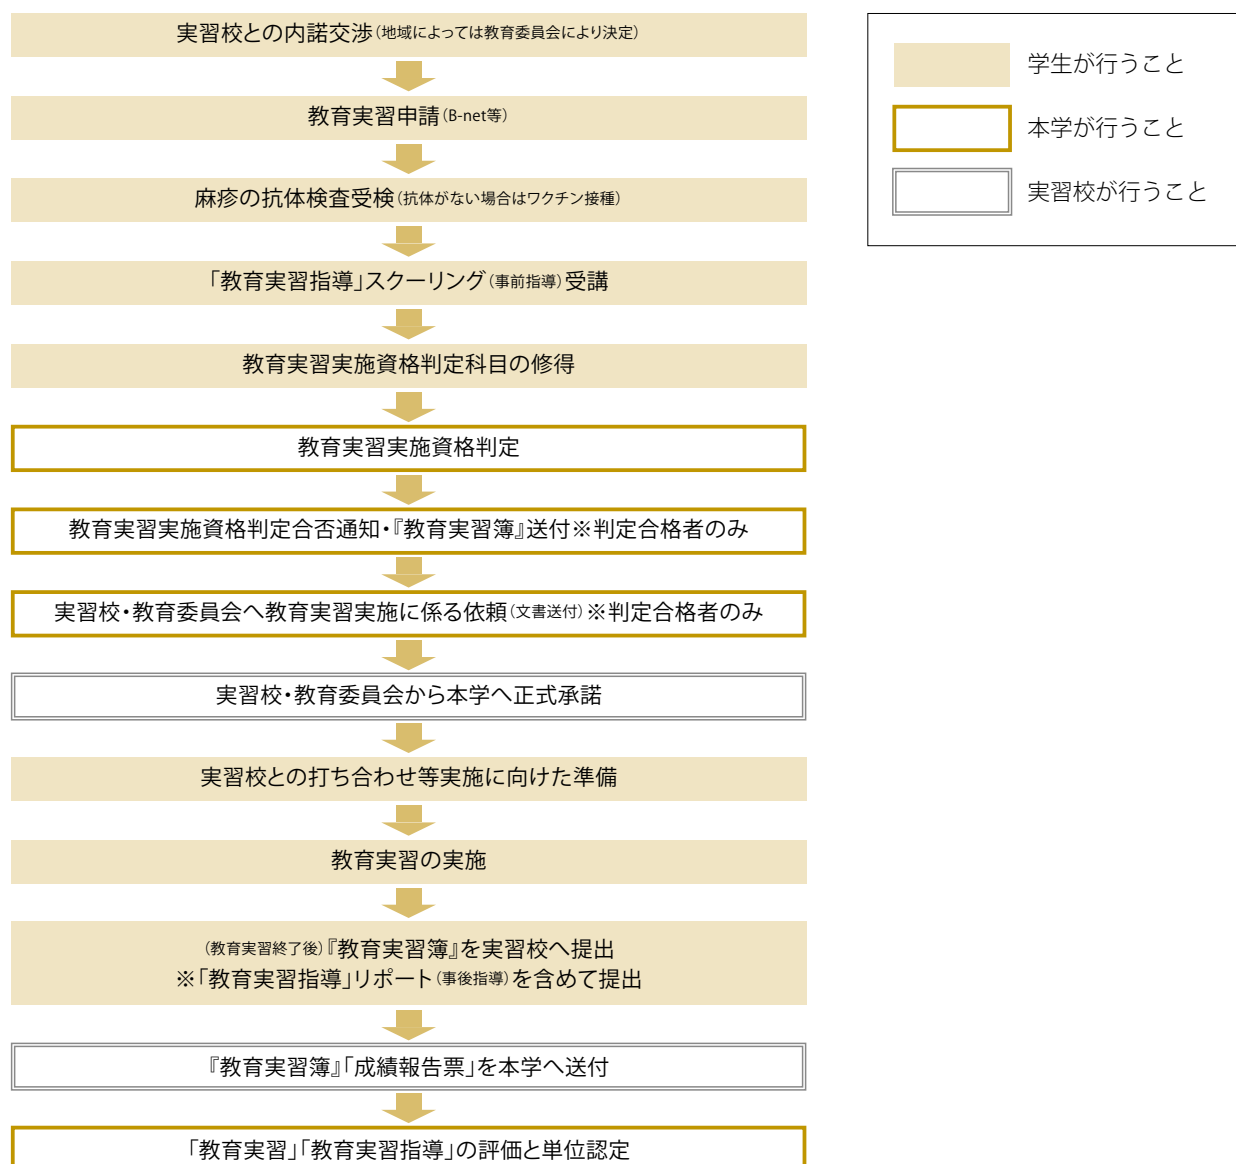 実習校との内諾交渉（地域によっては教育委員会により決定）
教育実習申請（B-net等）
麻疹の抗体検査受検（抗体がない場合はワクチン接種）
「教育実習指導」スクーリング（事前指導）受講
教育実習実施資格判定科目の修得
教育実習実施資格判定
教育実習実施資格判定合否通知・『教育実習簿』送付※判定合格者のみ
実習校・教育委員会へ教育実習実施に係る依頼（文書送付）※判定合格者のみ
実習校・教育委員会から本学へ正式承諾
実習校との打ち合わせ等実施に向けた準備
教育実習の実施
（教育実習終了後）『教育実習簿』を実習校へ提出
※「教育実習指導」リポート（事後指導）を含めて提出
『教育実習簿』「成績報告票」を本学へ送付
「教育実習」「教育実習指導」の評価と単位認定
学生が行うこと
本学が行うこと
実習校が行うこと